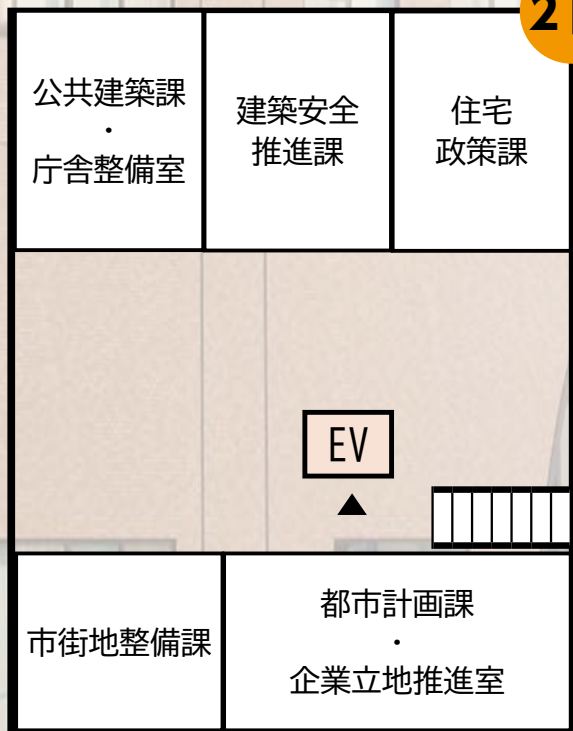 2
公共建築課
・
庁舎整備室
建築安全
推進課
住宅
政策課
EV
市街地整備課
都市計画課
・
企業立地推進室